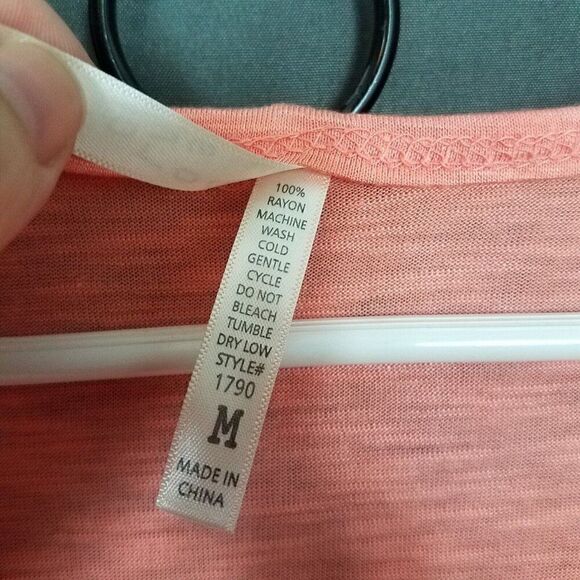 100%
RAYON
MACHINE
WASH
COLD
GENTLE
CYCLE
DO NOT
BLEACH
TUMBLE
DRY LOW
STYLE#
1790
M
MADE IN
CHINA